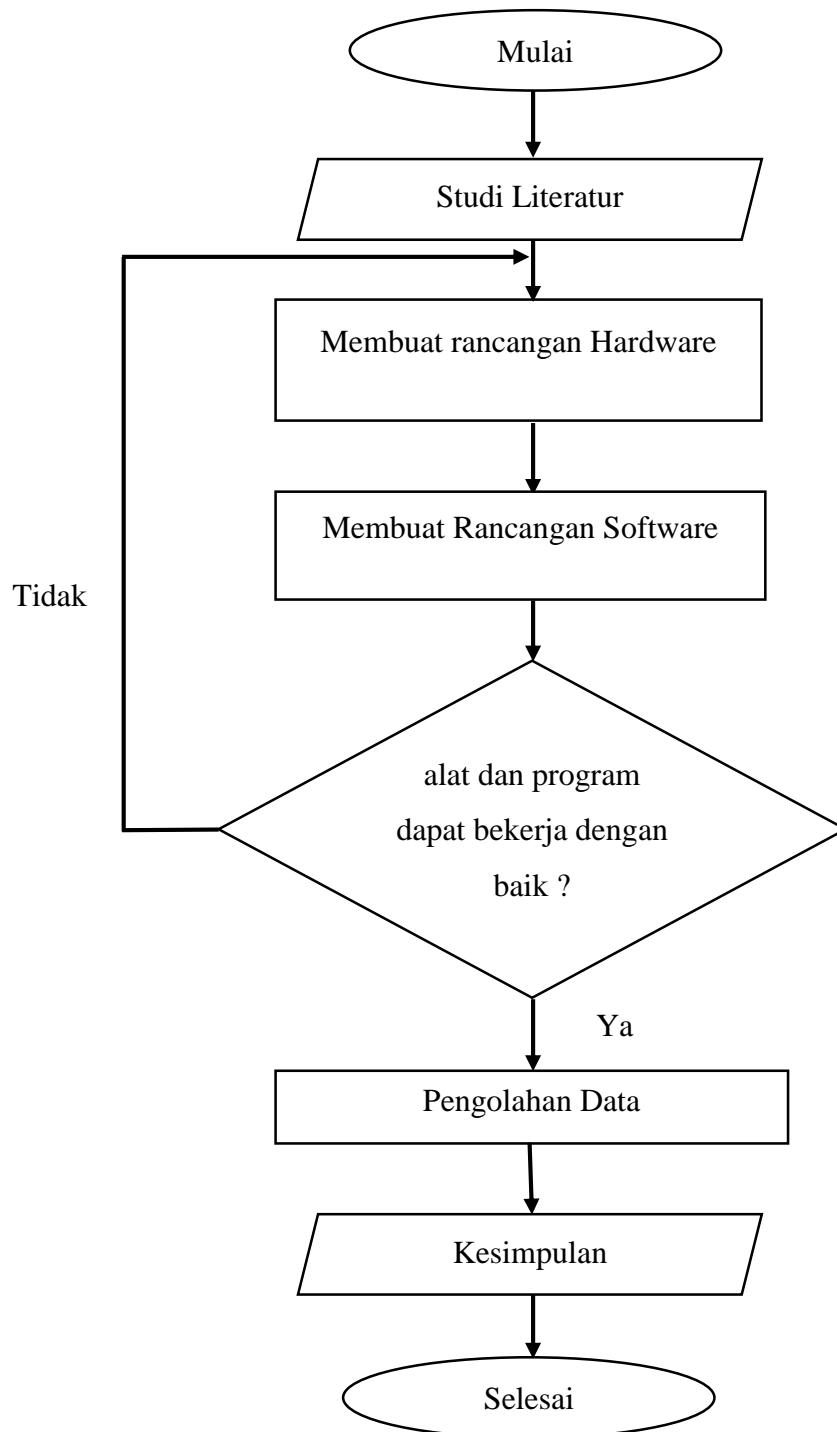 Mulai
Studi Literatur
Membuat rancangan Hardware
Membuat Rancangan Software
Tidak
alat dan program
dapat bekerja dengan
baik ?
Ya
Pengolahan Data
Kesimpulan
Selesai